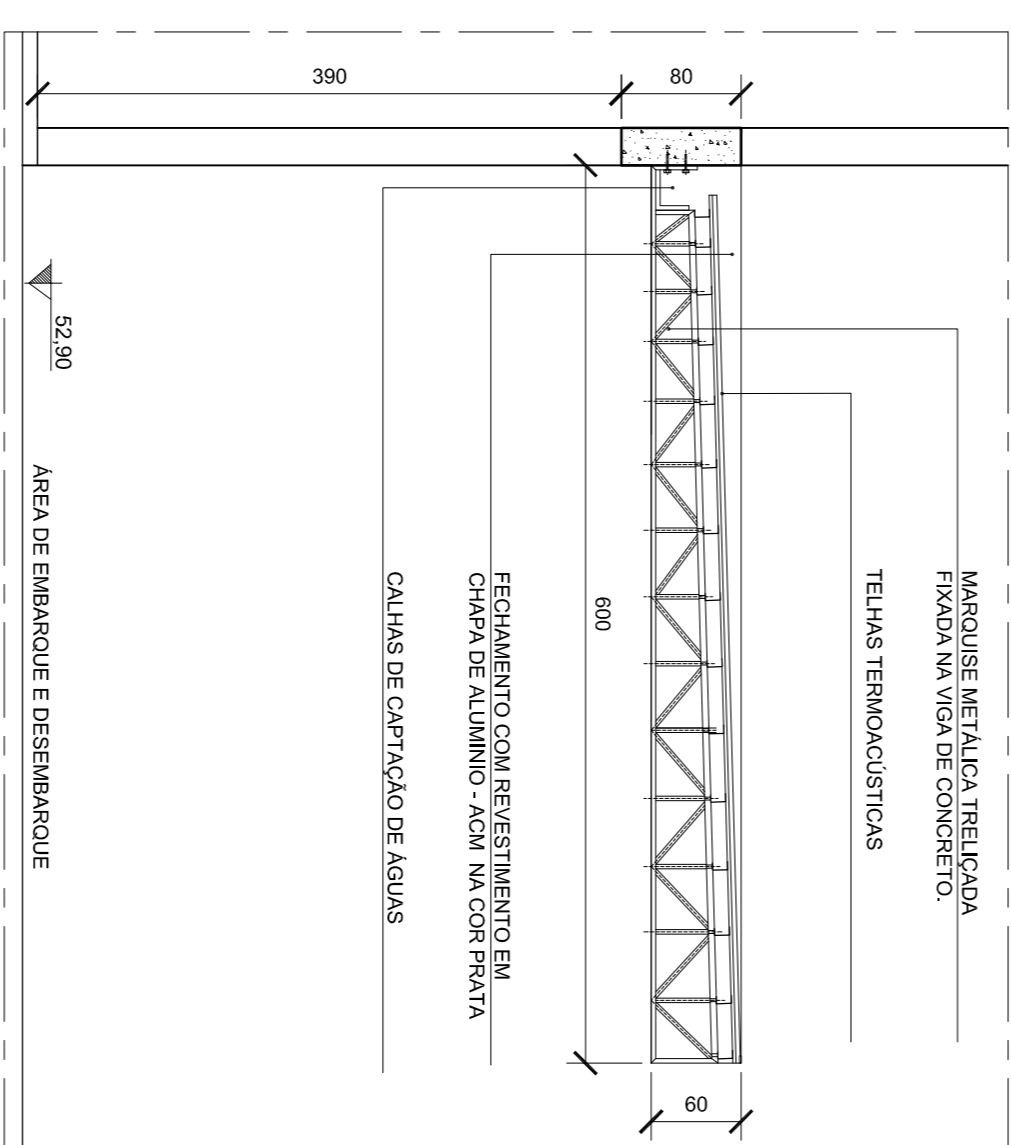 390
80
MARQUISE METÁLICA TRELIÇADA
FIXADA NA VIGA DE CONCRETO.
TELHAS TERMOACÚSTICAS
600
60
FECHAMENTO COM REVESTIMENTO EM
CHAPA DE ALUMINIO - ACM NA COR PRATA
CALHAS DE CAPTAÇÃO DE ÁGUAS
52,90
ÁREA DE EMBARQUE E DESEMBARQUE